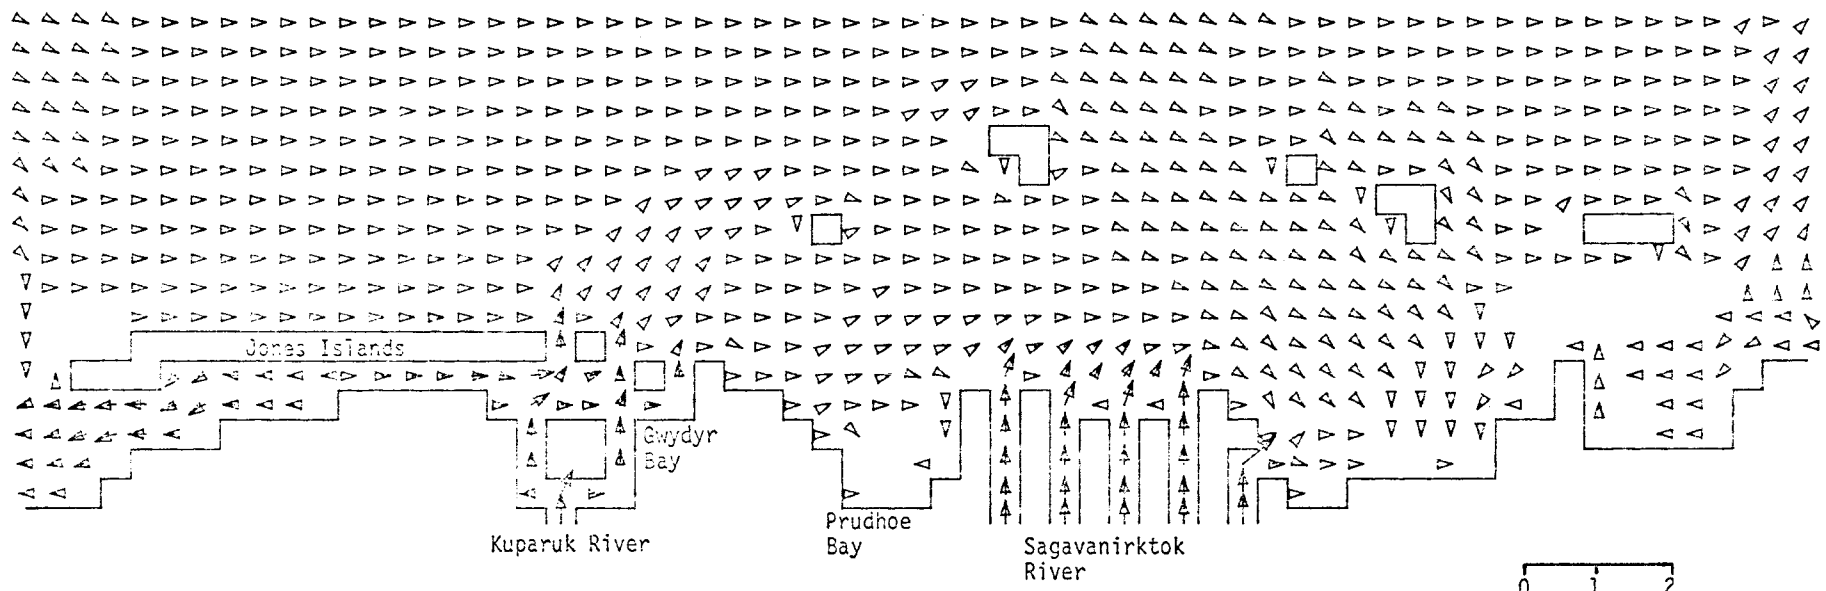 Jones Islands
Gwydyr
Bay
Kuparuk River
Prudhoe
Bay
Sagavanirktok
River
0 1 2